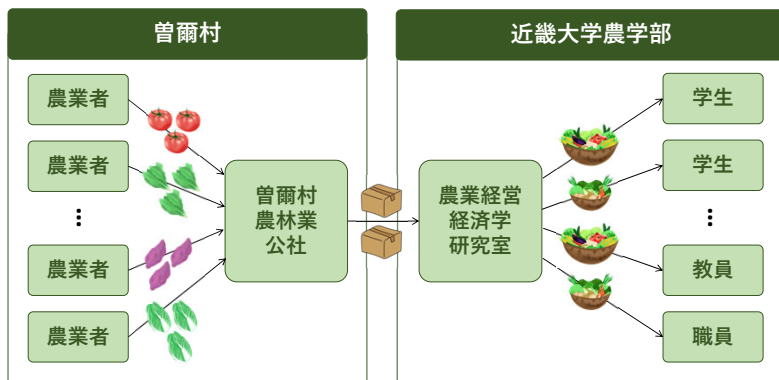 曽爾村
農業者
農業者
⋮
農業者
農業者
曽爾村
農林業
公社
近畿大学農学部
農業経営
経済学
研究室
学生
学生
⋮
教員
職員